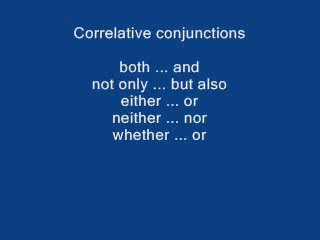 Correlative conjunctions
both ... and
not only ... but also
either ... or
neither ... nor
whether ... or